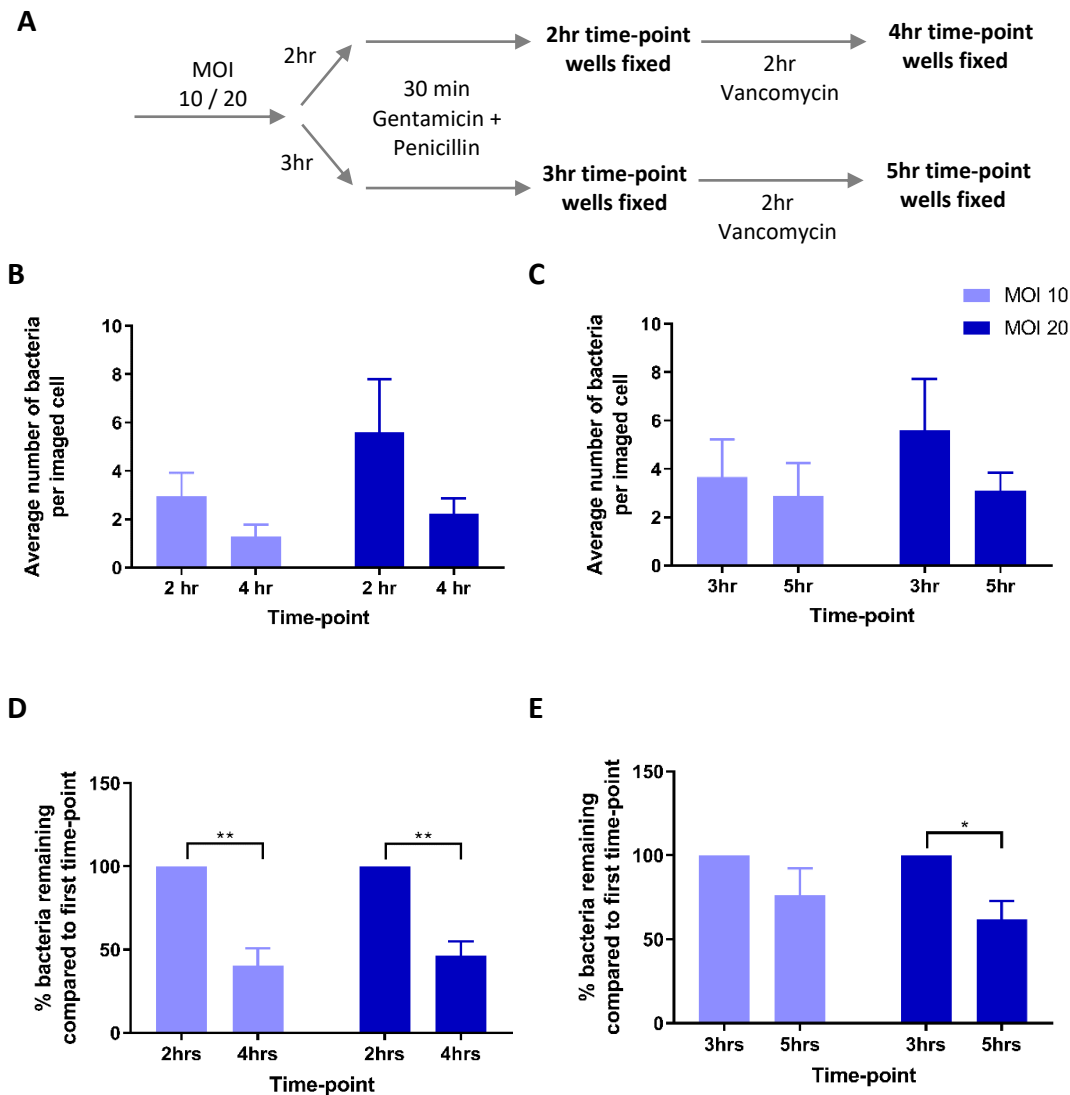 A
MOI
10 / 20
2hr
3hr
30 min
Gentamicin +
Penicillin
2hr time-point
wells fixed
2hr
Vancomycin
4hr time-point
wells fixed
3hr time-point
wells fixed
2hr
Vancomycin
5hr time-point
wells fixed
B
Average number of bacteria
per imaged cell
10
8
6
4
2
0
2 hr 4 hr 2 hr 4 hr
Time-point
C
MOI 10
MOI 20
Average number of bacteria
per imaged cell
10
8
6
4
2
0
3hr 5hr 3hr 5hr
Time-point
D
% bacteria remaining
compared to first time-point
150
100
50
0
** **
2hrs 4hrs 2hrs 4hrs
Time-point
E
% bacteria remaining
compared to first time-point
150
100
50
0
*
3hrs 5hrs 3hrs 5hrs
Time-point